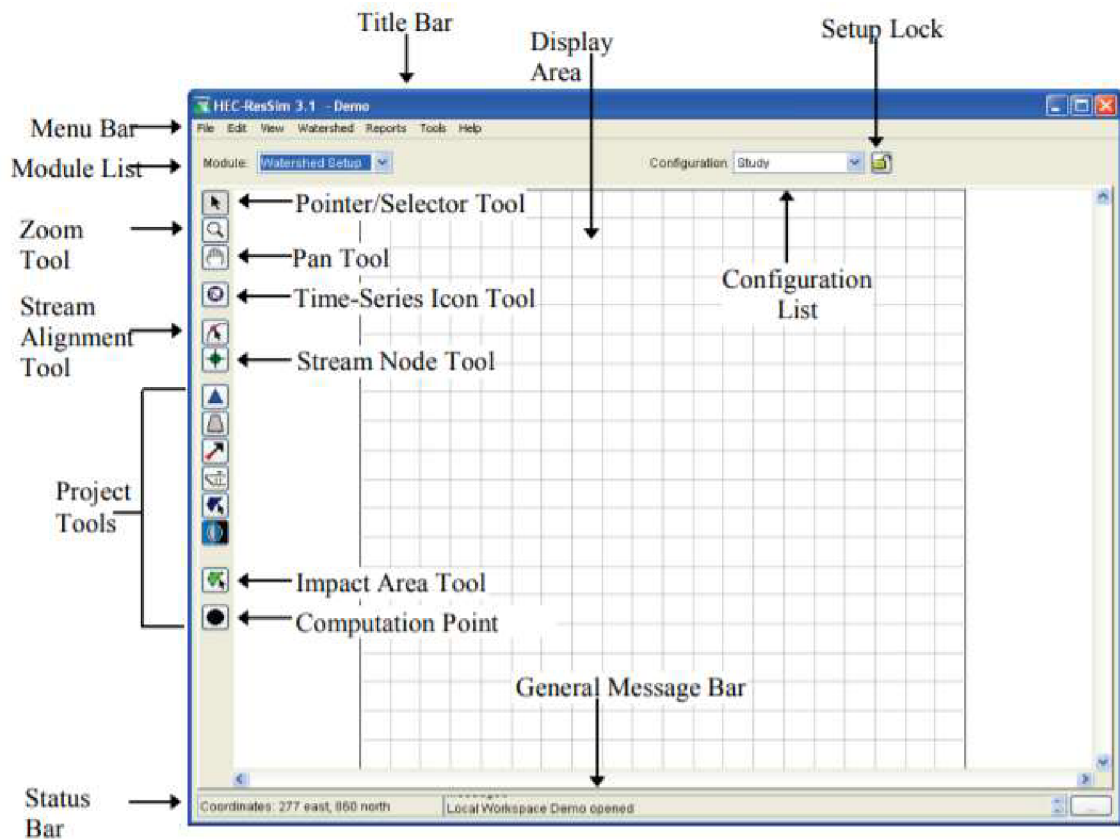 Title Bar
Display
Area
Setup Lock
HEC-ResSim 3.1 - Demo
Menu Bar
File Edit View Watershed Reports Tools Help
Module List
Module: Watershed Setup
Configuration Study
Pointer/Selector Tool
Zoom
Tool
Pan Tool
Configuration
List
Time-Series Icon Tool
Stream
Alignment
Tool
Stream Node Tool
Project
Tools
Impact Area Tool
Computation Point
General Message Bar
Status
Bar
Coordinates: 277 east, 860 north
Local Workspace Demo opened